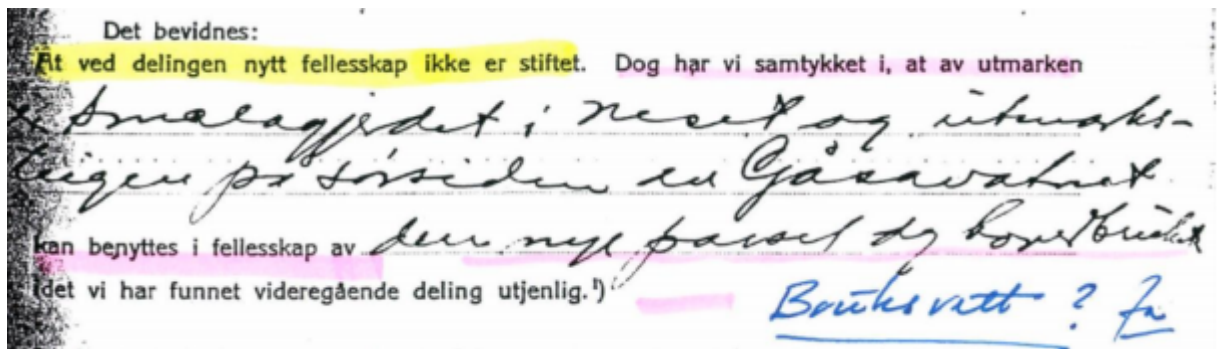 Det bevidnes:
At ved delingen nytt fellesskap ikke er stiftet. Dog har vi samtykket i, at av utmarken
Smalagjerdet i Neset og utmarks-
teigen på sørsiden av Gåsavatnet
kan benyttes i fellesskap av den nye parsel og hovedbruket
idet vi har funnet videregående deling utjenlig.¹)
Bruksrett? Ja